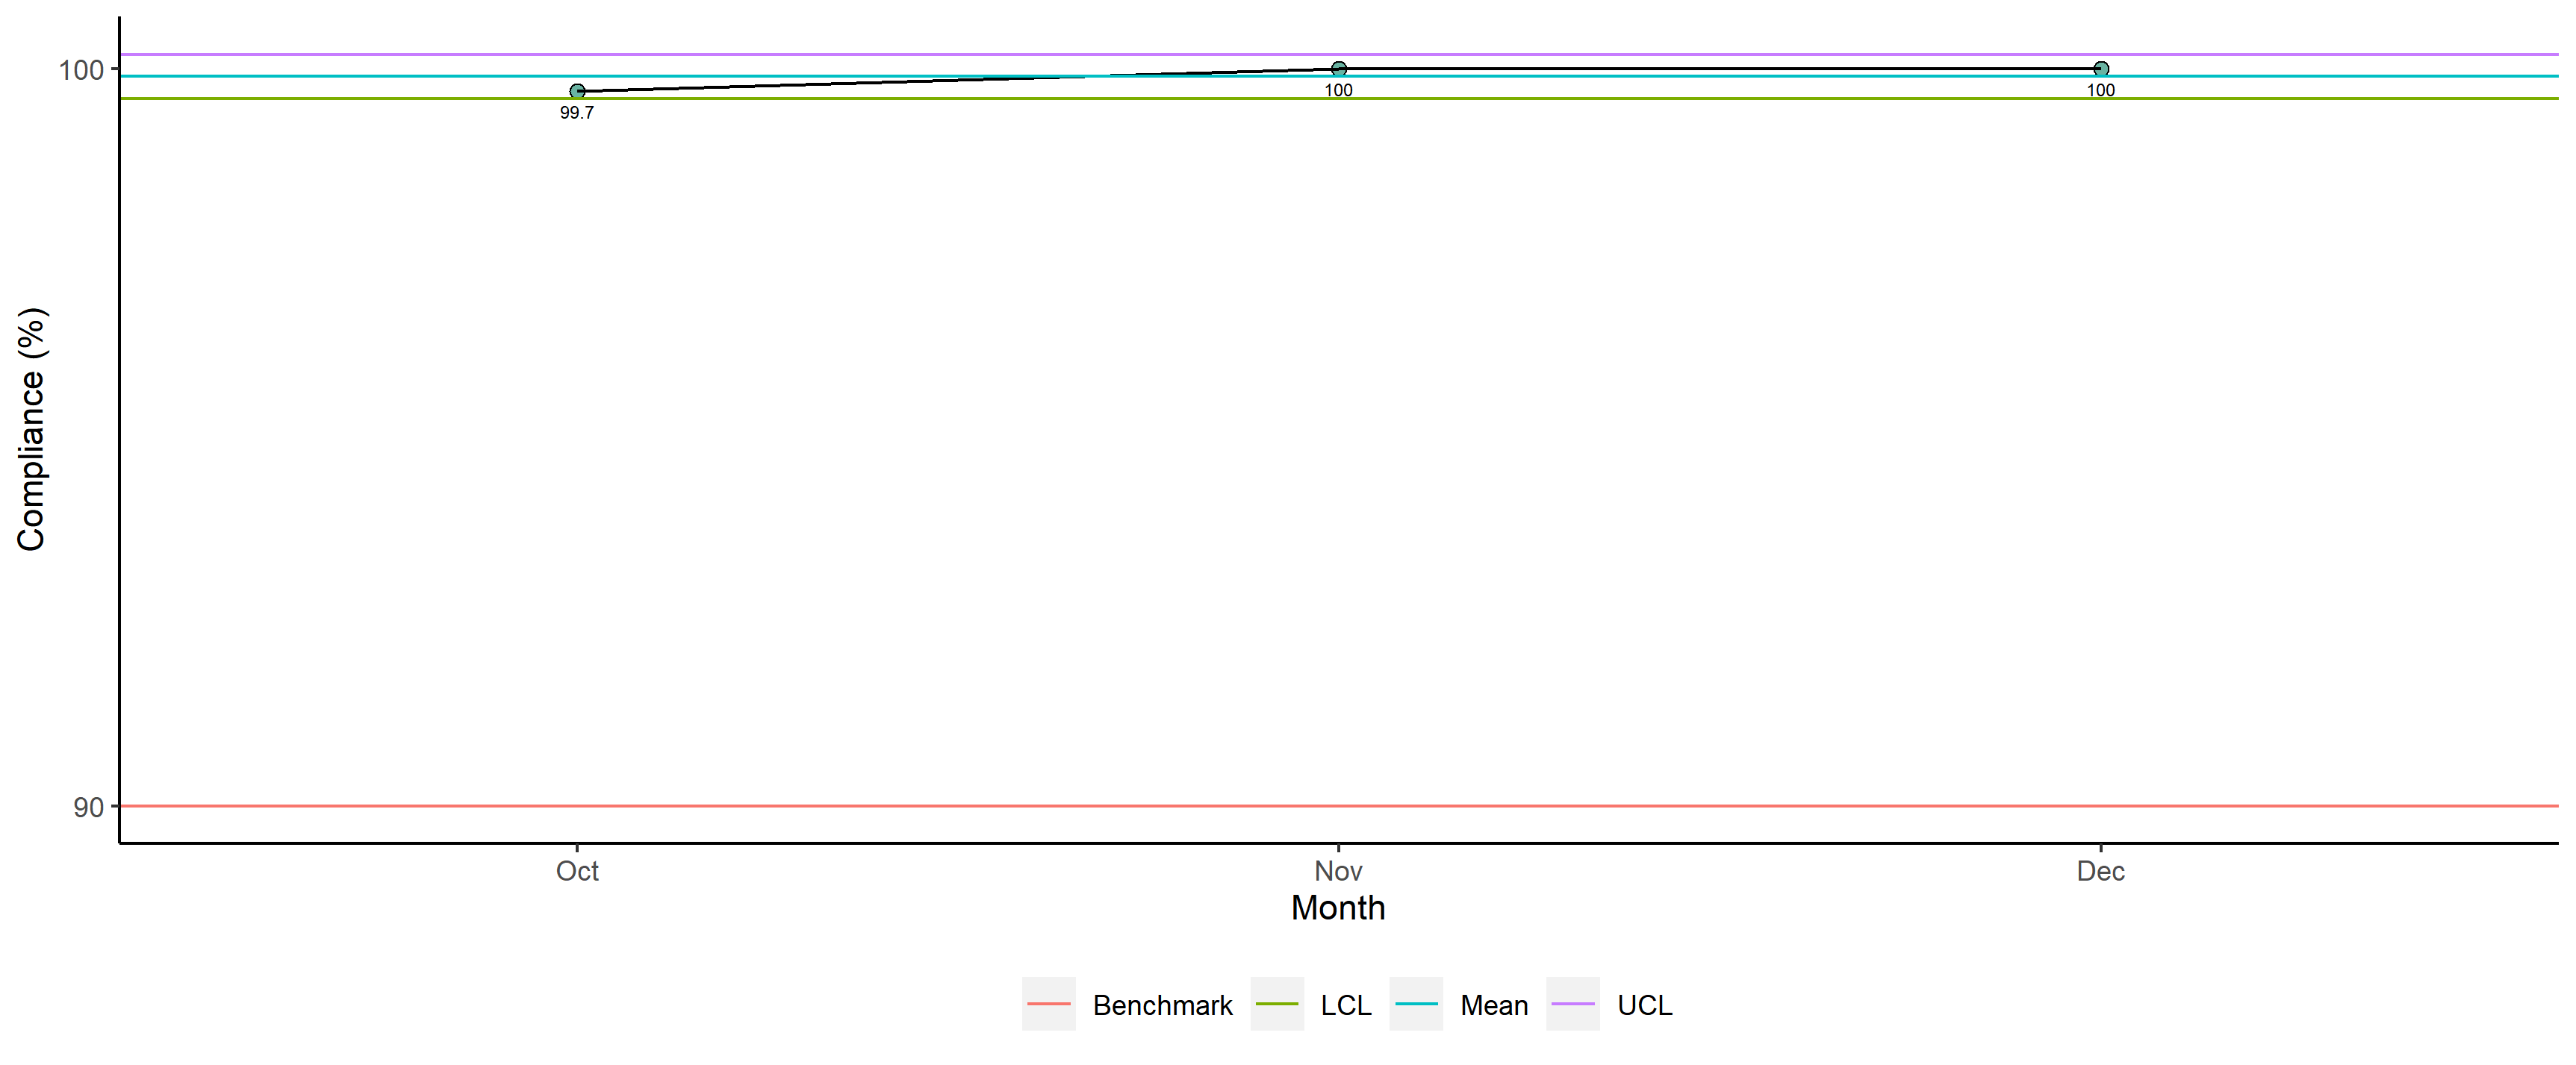 Compliance (%)
100
90
99.7
100
100
Oct
Nov
Dec
Month
Benchmark
LCL
Mean
UCL